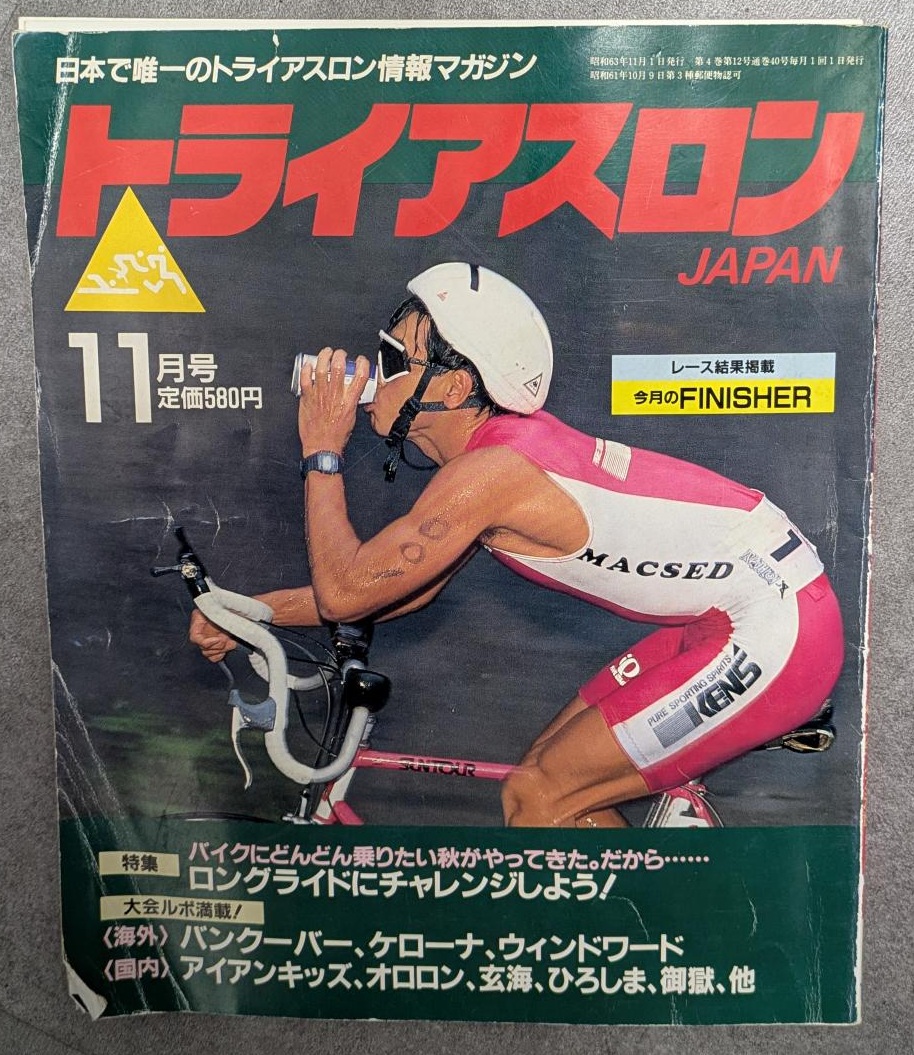 日本で唯一のトライアスロン情報マガジン
昭和63年11月1日発行 第4巻第12号通巻40号毎月1回1日発行
昭和61年10月9日第3種郵便物認可
トライアスロン
JAPAN
11月号
定価580円
レース結果掲載
今月のFINISHER
100
MACSED
1
PURE SPORTING SPIRITS
KENS
SUNTOUR
特集
バイクにどんどん乗りたい秋がやってきた。だから……
ロングライドにチャレンジしよう!
大会ルポ満載!
〈海外〉バンクーバー、ケローナ、ウィンドワード
〈国内〉アイアンキッズ、オロロン、玄海、ひろしま、御嶽、他